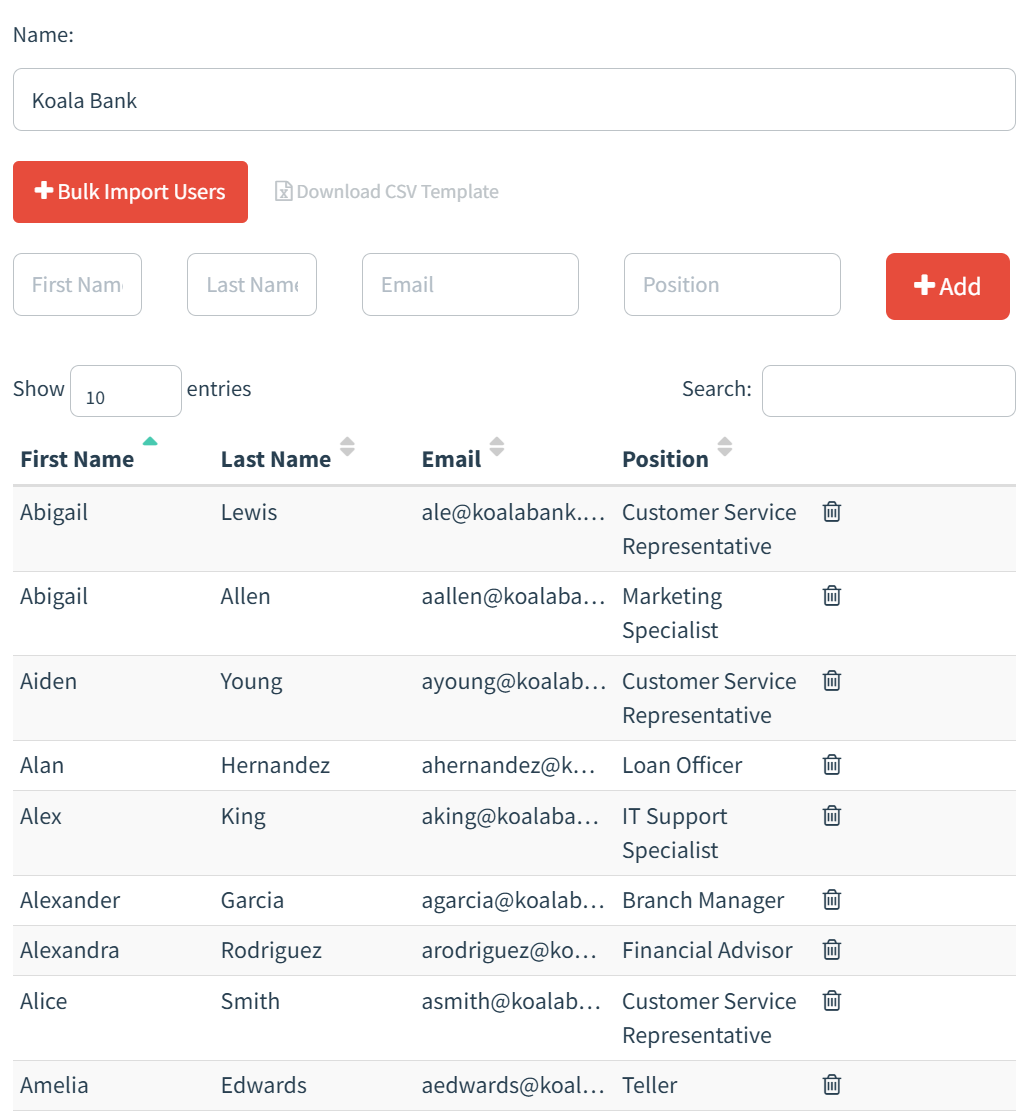 Name:
Koala Bank
Bulk Import Users Download CSV Template
First Nam Last Name Email Position Add
Show 10 entries Search:
First Name Last Name Email Position
Abigail Lewis ale@koalabank.… Customer Service
Representative
Abigail Allen aallen@koalaba… Marketing
Specialist
Aiden Young ayoung@koalab… Customer Service
Representative
Alan Hernandez ahernandez@k… Loan Officer
Alex King aking@koalaba… IT Support
Specialist
Alexander Garcia agarcia@koalab… Branch Manager
Alexandra Rodriguez arodriguez@ko… Financial Advisor
Alice Smith asmith@koalab… Customer Service
Representative
Amelia Edwards aedwards@koal… Teller